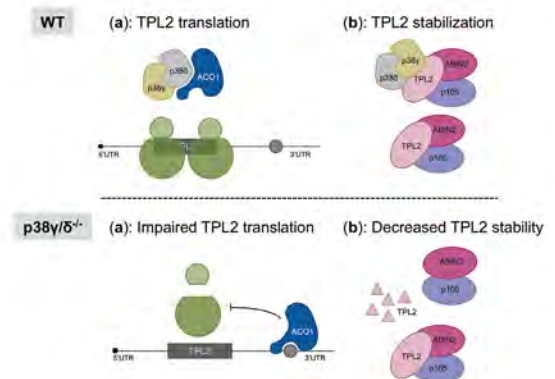 WT
(a): TPL2 translation
(b): TPL2 stabilization
p38γ
p38δ
ACO1
p38δ
p38γ
TPL2
ABIN2
p105
5'UTR
3'UTR
TPL2
ABIN2
p105
p38γ/δ-/-
(a): Impaired TPL2 translation
(b): Decreased TPL2 stability
ABIN2
p105
TPL2
ACO1
5'UTR
TPL2
3'UTR
TPL2
ABIN2
p105